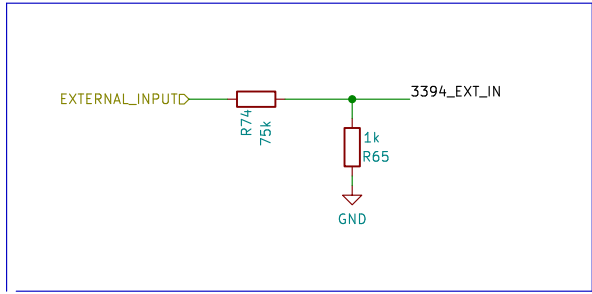 EXTERNAL_INPUT
R74
75k
3394_EXT_IN
1k
R65
GND